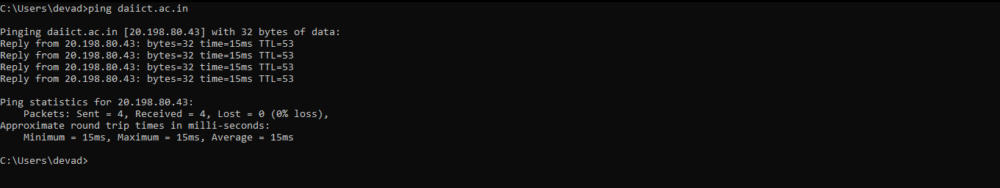 C:\Users\devad>ping daiict.ac.in
Pinging daiict.ac.in [20.198.80.43] with 32 bytes of data:
Reply from 20.198.80.43: bytes=32 time=15ms TTL=53
Reply from 20.198.80.43: bytes=32 time=15ms TTL=53
Reply from 20.198.80.43: bytes=32 time=15ms TTL=53
Reply from 20.198.80.43: bytes=32 time=15ms TTL=53
Ping statistics for 20.198.80.43:
    Packets: Sent = 4, Received = 4, Lost = 0 (0% loss),
Approximate round trip times in milli-seconds:
    Minimum = 15ms, Maximum = 15ms, Average = 15ms
C:\Users\devad>